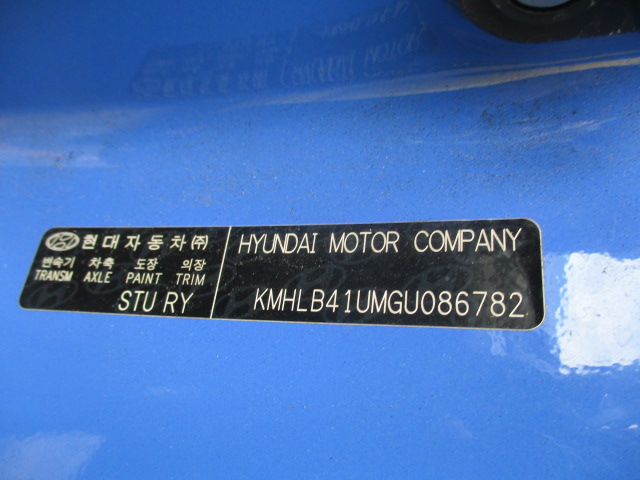 현대자동차(주)
변속기 차축 도장 의장
TRANSM AXLE PAINT TRIM
STU RY
HYUNDAI MOTOR COMPANY
KMHLB41UMGU086782